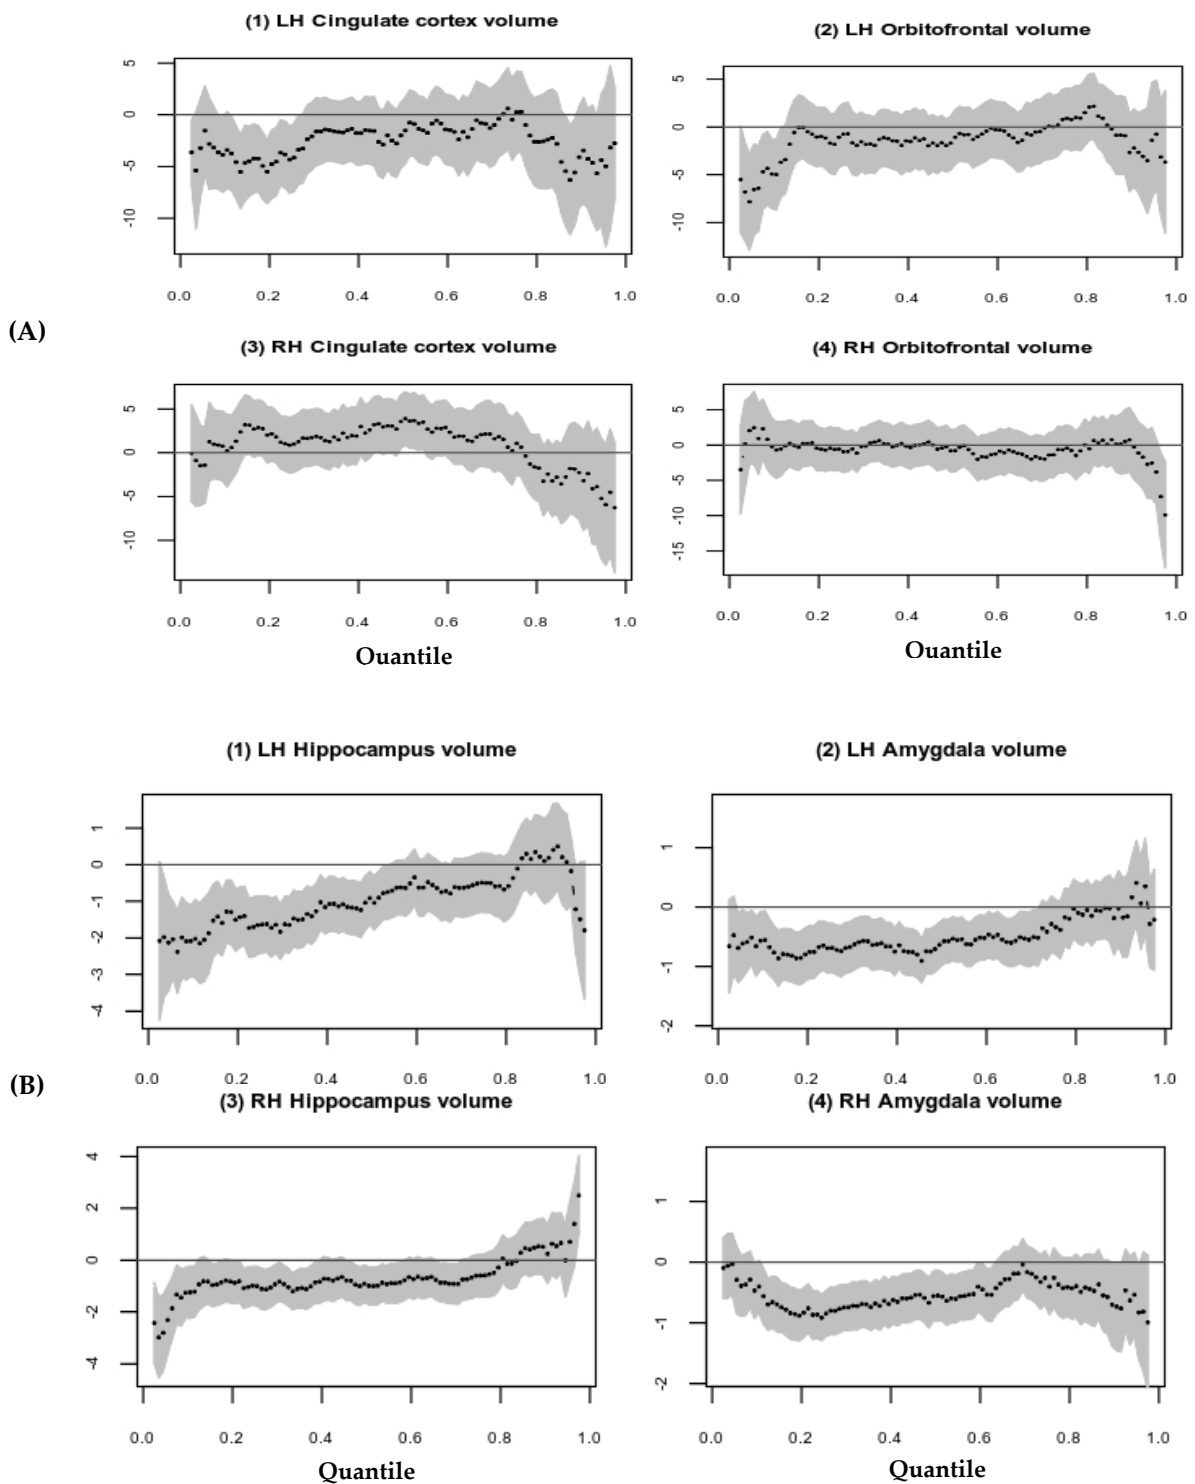 (1) LH Cingulate cortex volume
(2) LH Orbitofrontal volume
5
0
-5
-10
0.0 0.2 0.4 0.6 0.8 1.0
5
0
-5
-10
0.0 0.2 0.4 0.6 0.8 1.0
(A)
(3) RH Cingulate cortex volume
(4) RH Orbitofrontal volume
5
0
-5
-10
0.0 0.2 0.4 0.6 0.8 1.0
5
0
-5
-10
-15
0.0 0.2 0.4 0.6 0.8 1.0
Ouantile
Ouantile
(1) LH Hippocampus volume
(2) LH Amygdala volume
1
0
-1
-2
-3
-4
0.0 0.2 0.4 0.6 0.8 1.0
1
0
-1
-2
0.0 0.2 0.4 0.6 0.8 1.0
(B)
(3) RH Hippocampus volume
(4) RH Amygdala volume
4
2
0
-2
-4
0.0 0.2 0.4 0.6 0.8 1.0
1
0
-1
-2
0.0 0.2 0.4 0.6 0.8 1.0
Quantile
Quantile